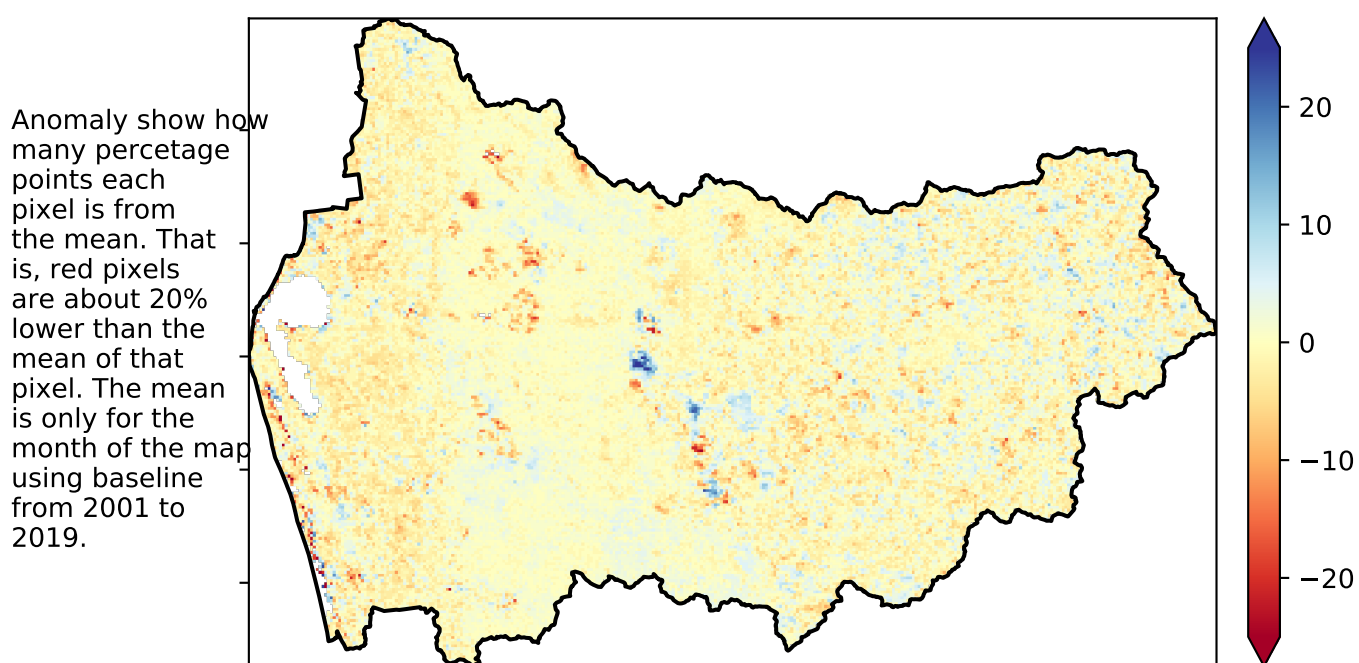 Anomaly show how
many percetage
points each
pixel is from
the mean. That
is, red pixels
are about 20%
lower than the
mean of that
pixel. The mean
is only for the
month of the map
using baseline
from 2001 to
2019.
20
10
0
−10
−20